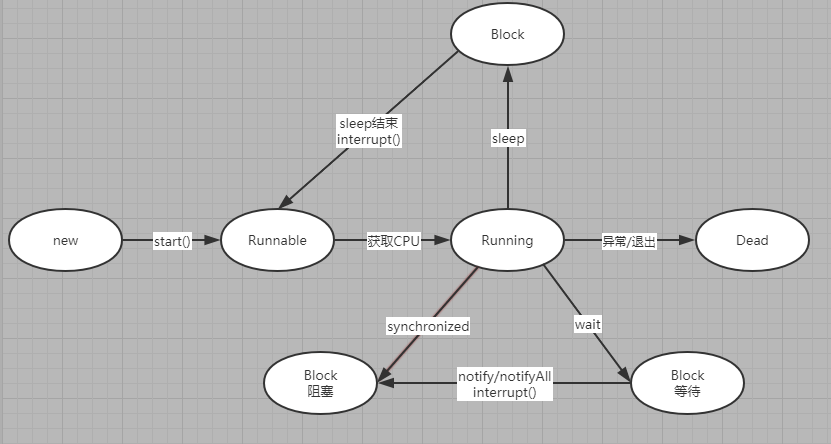 Block
sleep结束
interrupt()
sleep
new
start()
Runnable
获取CPU
Running
异常/退出
Dead
synchronized
wait
Block
阻塞
notify/notifyAll
interrupt()
Block
等待